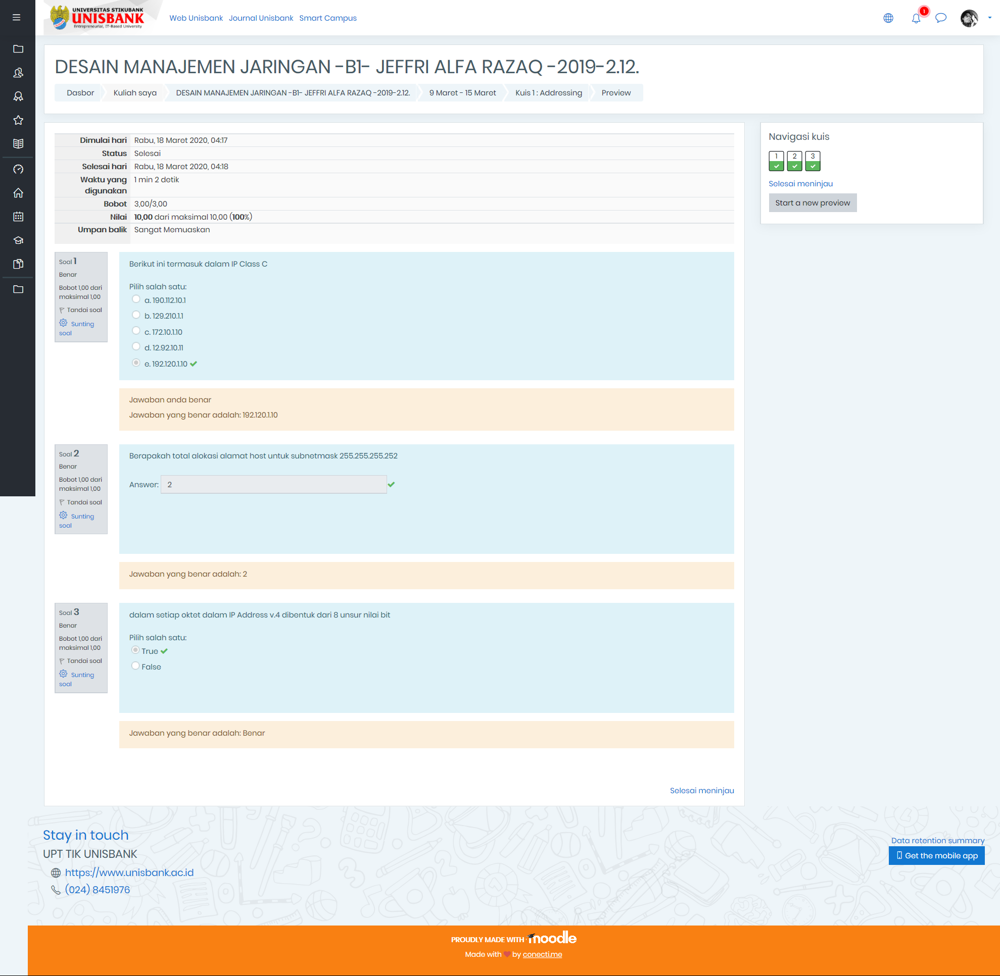 UNIVERSITAS STIKUBANK
UNISBANK
Entrepreneurial, IT-Based University
Web Unisbank Journal Unisbank Smart Campus
1
DESAIN MANAJEMEN JARINGAN -B1- JEFFRI ALFA RAZAQ -2019-2.12.
Dasbor Kuliah saya DESAIN MANAJEMEN JARINGAN -B1- JEFFRI ALFA RAZAQ -2019-2.12. 9 Maret - 15 Maret Kuis 1 : Addressing Preview
Dimulai hari Rabu, 18 Maret 2020, 04:17
Status Selesai
Selesai hari Rabu, 18 Maret 2020, 04:18
Waktu yang digunakan 1 min 2 detik
Bobot 3,00/3,00
Nilai 10,00 dari maksimal 10,00 (100%)
Umpan balik Sangat Memuaskan
Navigasi kuis
1 2 3
Selesai meninjau
Start a new preview
Soal 1
Benar
Bobot 1,00 dari
maksimal 1,00
Tandai soal
Sunting
soal
Berikut ini termasuk dalam IP Class C
Pilih salah satu:
a. 190.112.10.1
b. 129.210.1.1
c. 172.10.1.10
d. 12.92.10.11
e. 192.120.1.10
Jawaban anda benar
Jawaban yang benar adalah: 192.120.1.10
Soal 2
Benar
Bobot 1,00 dari
maksimal 1,00
Tandai soal
Sunting
soal
Berapakah total alokasi alamat host untuk subnetmask 255.255.255.252
Answer: 2
Jawaban yang benar adalah: 2
Soal 3
Benar
Bobot 1,00 dari
maksimal 1,00
Tandai soal
Sunting
soal
dalam setiap oktet dalam IP Address v.4 dibentuk dari 8 unsur nilai bit
Pilih salah satu:
True
False
Jawaban yang benar adalah: Benar
Selesai meninjau
Stay in touch
UPT TIK UNISBANK
https://www.unisbank.ac.id
(024) 8451976
Data retention summary
Get the mobile app
PROUDLY MADE WITH moodle
Made with ❤ by conecti.me